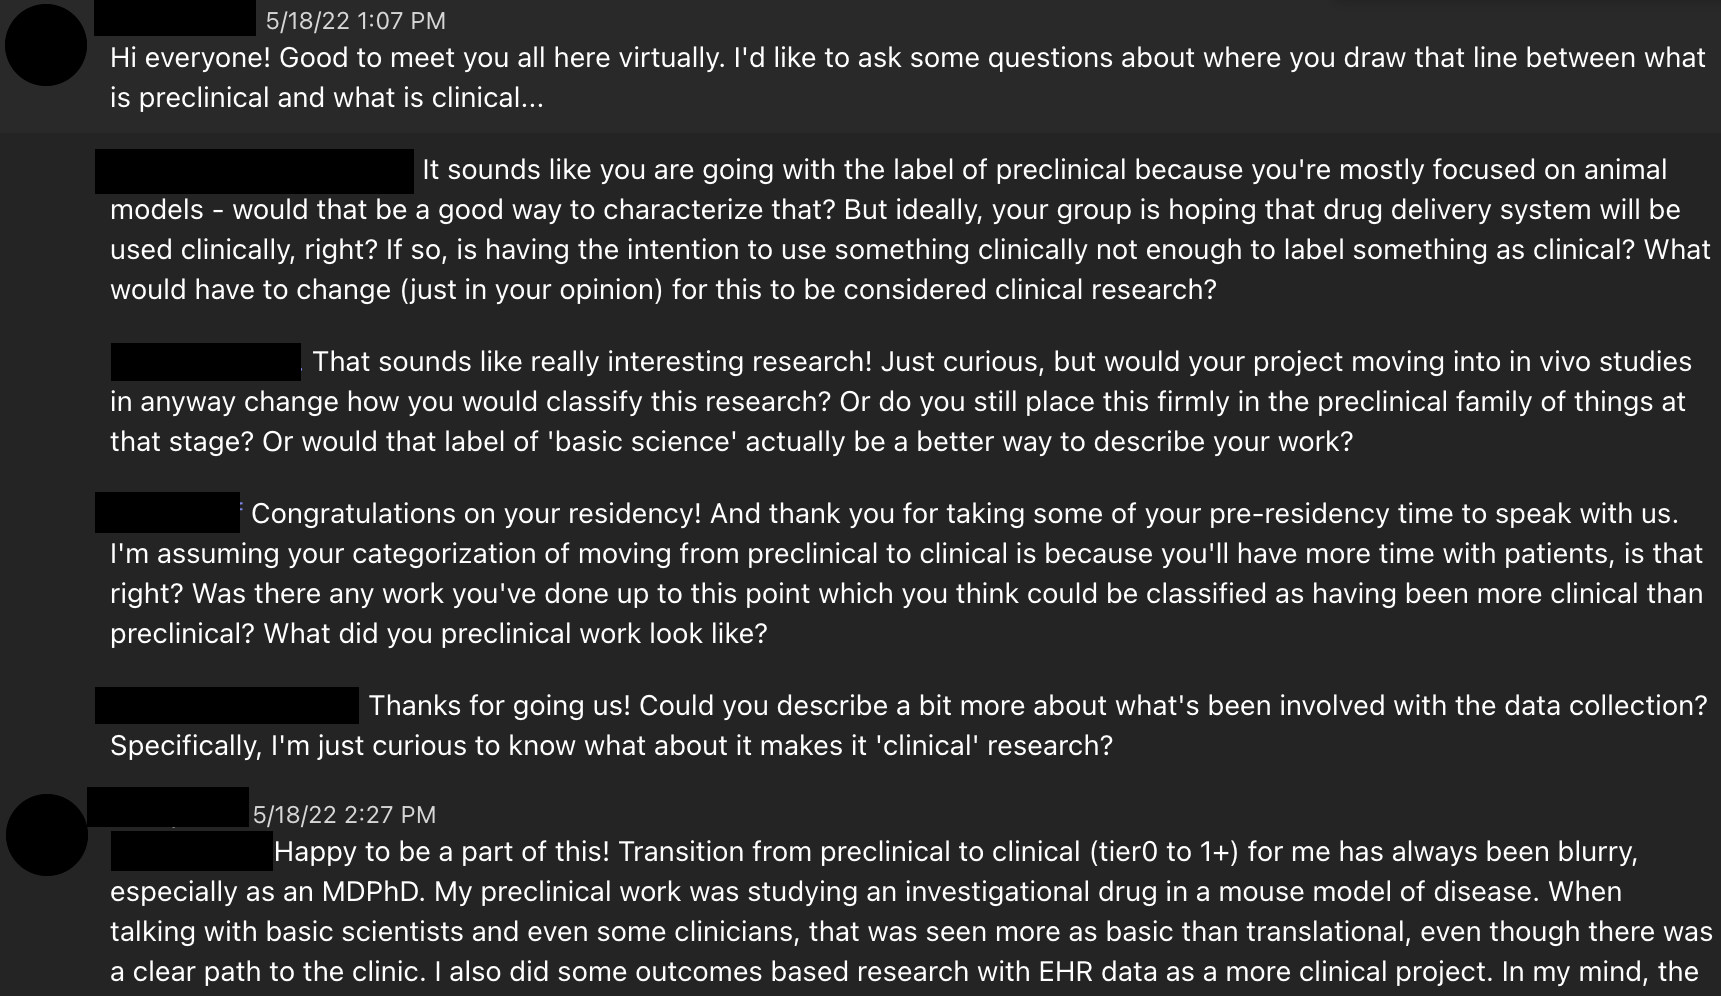 5/18/22 1:07 PM
Hi everyone! Good to meet you all here virtually. I'd like to ask some questions about where you draw that line between what
is preclinical and what is clinical...
It sounds like you are going with the label of preclinical because you're mostly focused on animal
models - would that be a good way to characterize that? But ideally, your group is hoping that drug delivery system will be
used clinically, right? If so, is having the intention to use something clinically not enough to label something as clinical? What
would have to change (just in your opinion) for this to be considered clinical research?
That sounds like really interesting research! Just curious, but would your project moving into in vivo studies
in anyway change how you would classify this research? Or do you still place this firmly in the preclinical family of things at
that stage? Or would that label of 'basic science' actually be a better way to describe your work?
Congratulations on your residency! And thank you for taking some of your pre-residency time to speak with us.
I'm assuming your categorization of moving from preclinical to clinical is because you'll have more time with patients, is that
right? Was there any work you've done up to this point which you think could be classified as having been more clinical than
preclinical? What did you preclinical work look like?
Thanks for going us! Could you describe a bit more about what's been involved with the data collection?
Specifically, I'm just curious to know what about it makes it 'clinical' research?
5/18/22 2:27 PM
Happy to be a part of this! Transition from preclinical to clinical (tier0 to 1+) for me has always been blurry,
especially as an MDPhD. My preclinical work was studying an investigational drug in a mouse model of disease. When
talking with basic scientists and even some clinicians, that was seen more as basic than translational, even though there was
a clear path to the clinic. I also did some outcomes based research with EHR data as a more clinical project. In my mind, the